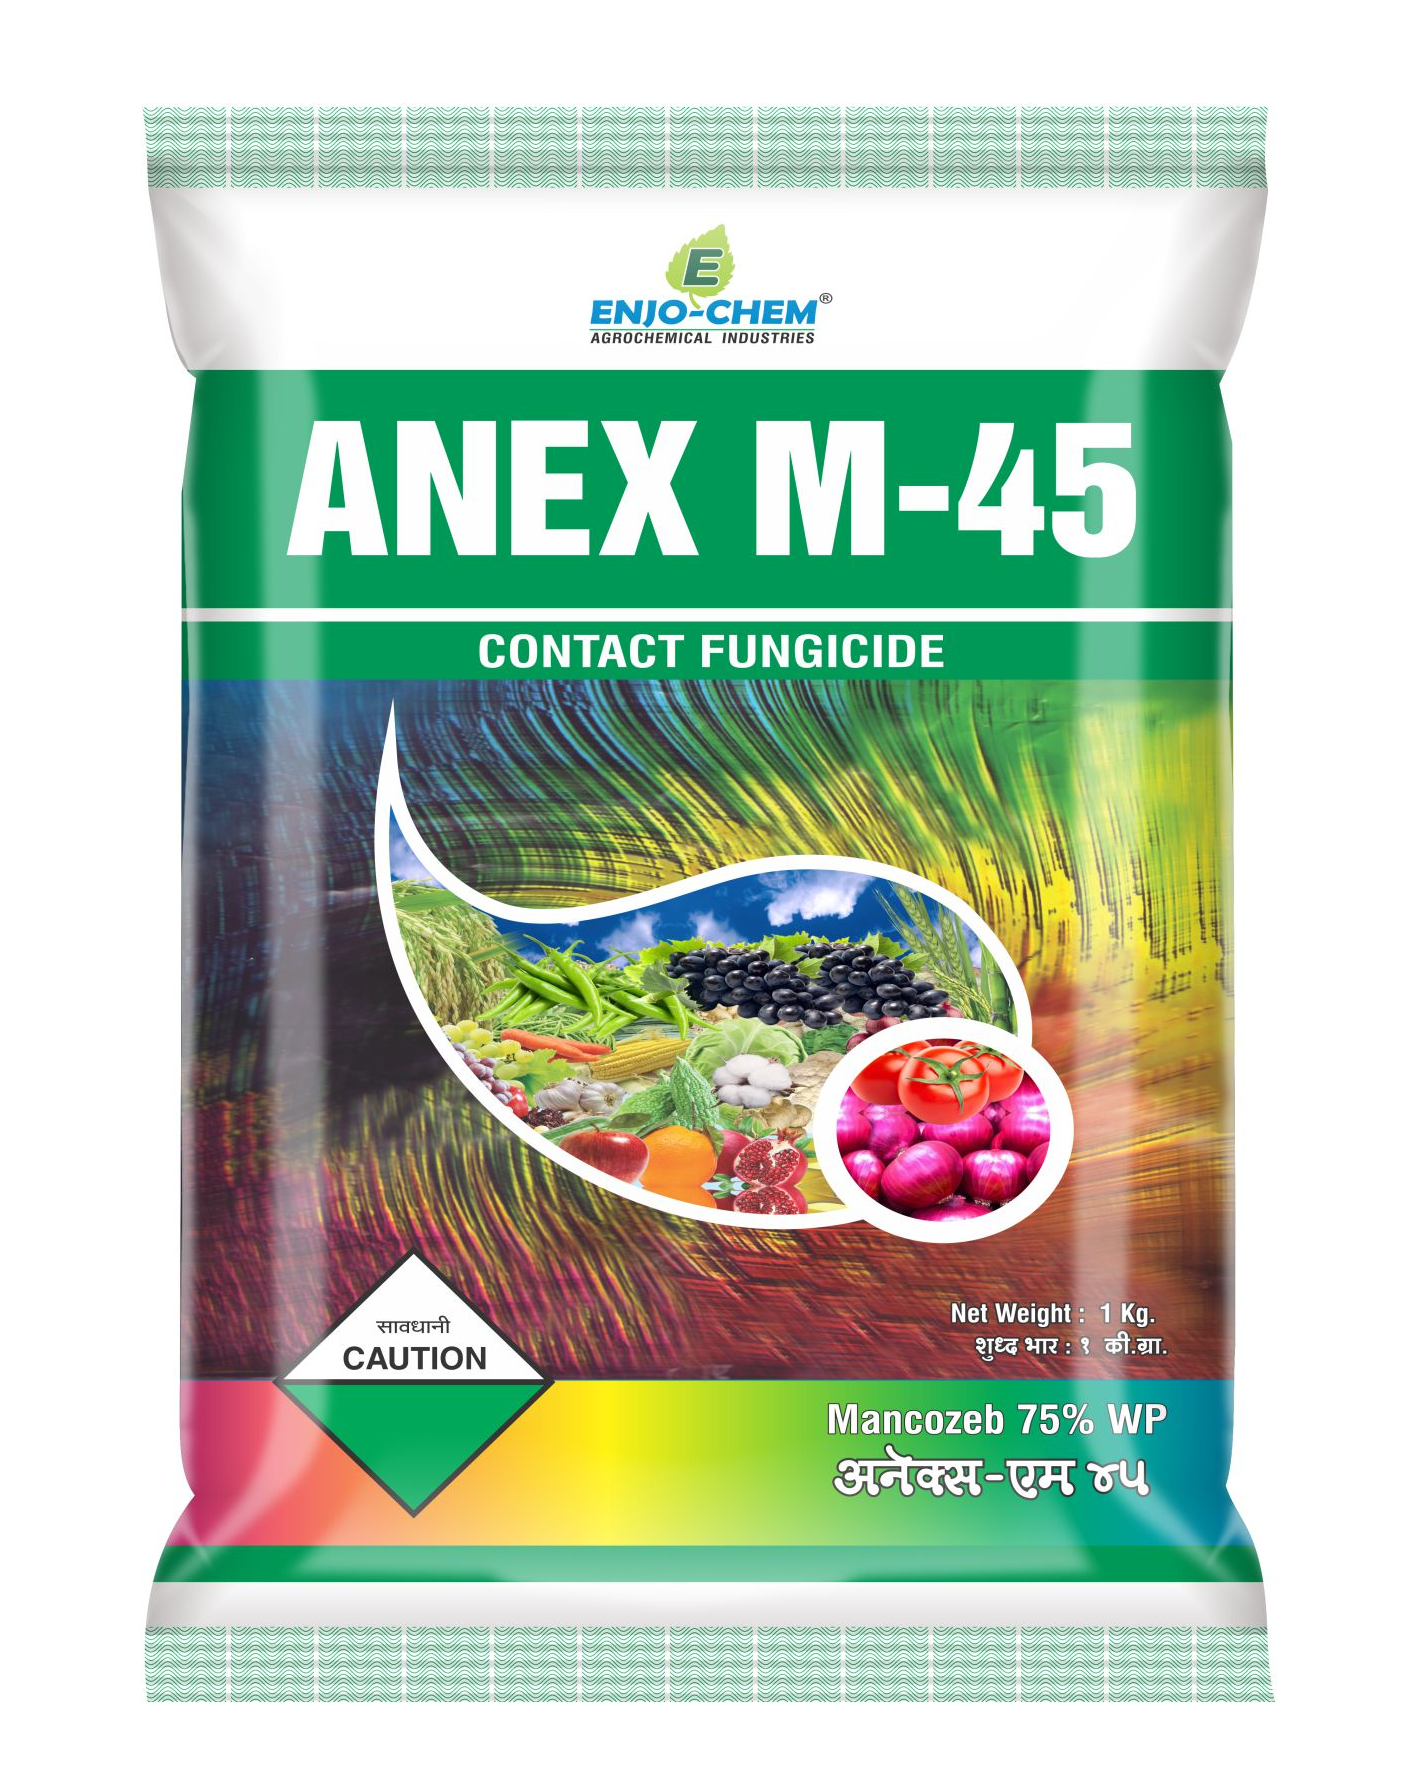 E
ENJO-CHEM®
AGROCHEMICAL INDUSTRIES
ANEX M-45
CONTACT FUNGICIDE
सावधानी
CAUTION
Net Weight : 1 Kg.
शुध्द भार : १ की.ग्रा.
Mancozeb 75% WP
अनेक्स-एम ४५